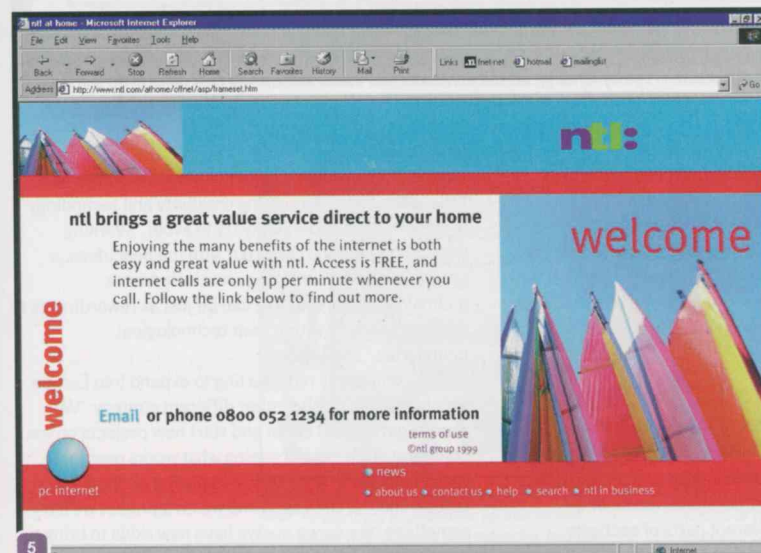 ntl at home - Microsoft Internet Explorer
File Edit View Favorites Tools Help
Back Forward Stop Refresh Home Search Favorites History Mail Print Links fnet net hotmail mailinglist
Address http://www.ntl.com/athome/offnet/asp/framesel.htm Go
ntl:
ntl brings a great value service direct to your home
Enjoying the many benefits of the internet is both
easy and great value with ntl. Access is FREE, and
internet calls are only 1p per minute whenever you
call. Follow the link below to find out more.
welcome
welcome
Email or phone 0800 052 1234 for more information
terms of use
©ntl group 1999
pc internet
news
about us contact us help search ntl in business
5
Internet